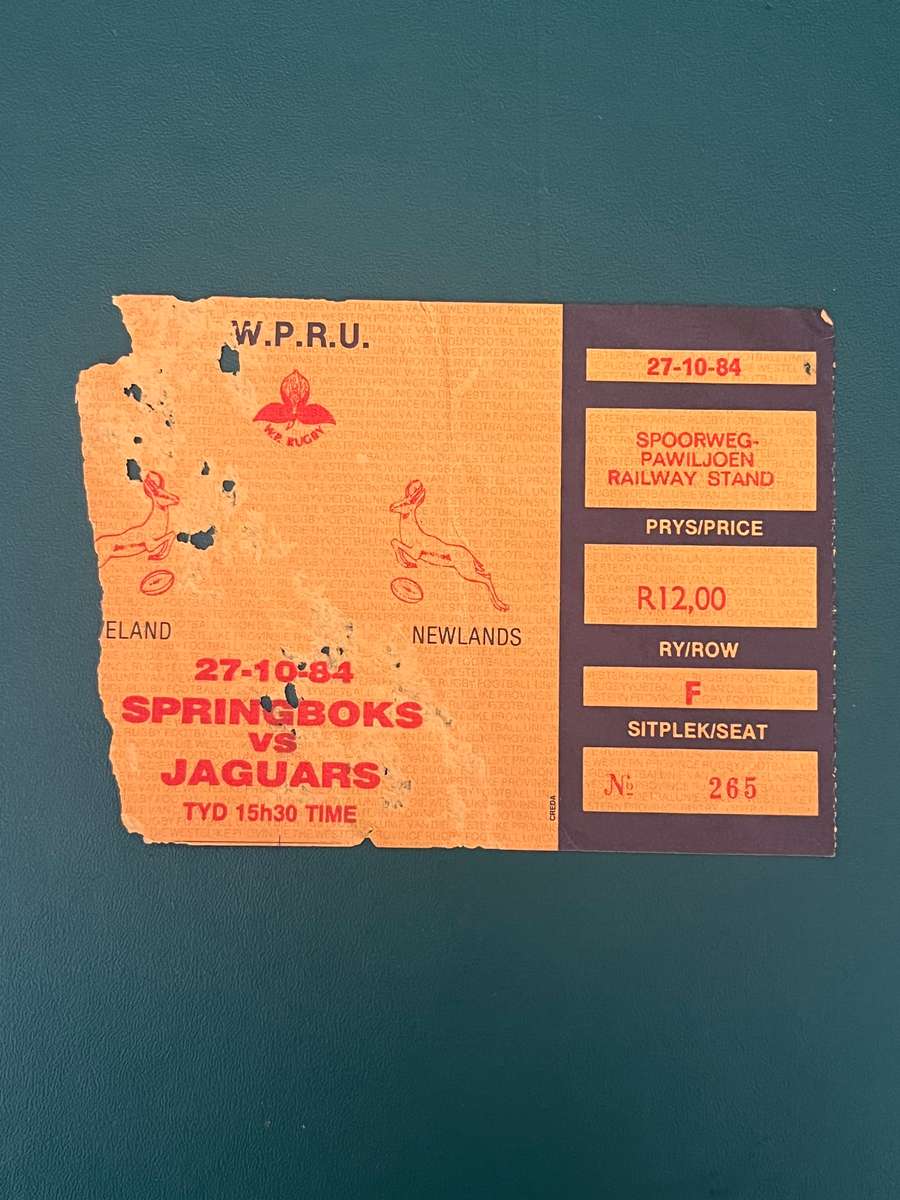 W.P.R.U.
W.P. RUGBY
ELAND
NEWLANDS
27-10-84
SPRINGBOKS
VS
JAGUARS
TYD 15h30 TIME
CREDA
27-10-84
SPOORWEG-
PAWILJOEN
RAILWAY STAND
PRYS/PRICE
R12,00
RY/ROW
F
SITPLEK/SEAT
№ 265